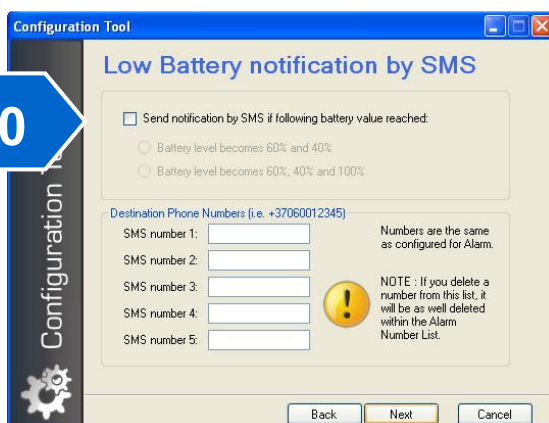 Configuration Tool
Low Battery notification by SMS
0
Send notification by SMS if following battery value reached:
Battery level becomes 60% and 40%
Battery level becomes 60%, 40% and 100%
Configuration
Destination Phone Numbers (i.e. +37060012345)
SMS number 1:
SMS number 2:
SMS number 3:
SMS number 4:
SMS number 5:
Numbers are the same
as configured for Alarm.
NOTE : If you delete a
number from this list, it
will be as well deleted
within the Alarm
Number List.
Back
Next
Cancel